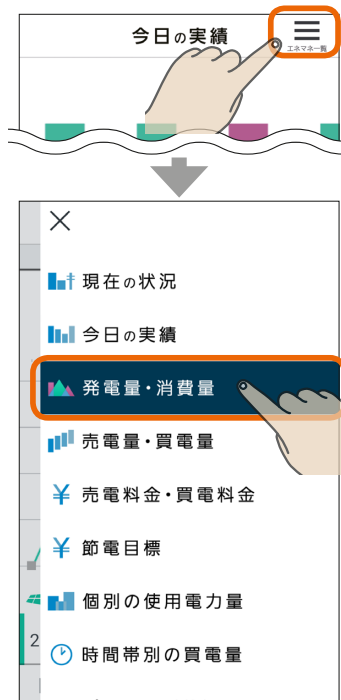 今日の実績
エネマネ一覧
現在の状況
今日の実績
発電量・消費量
売電量・買電量
売電料金・買電料金
節電目標
個別の使用電力量
2
時間帯別の買電量